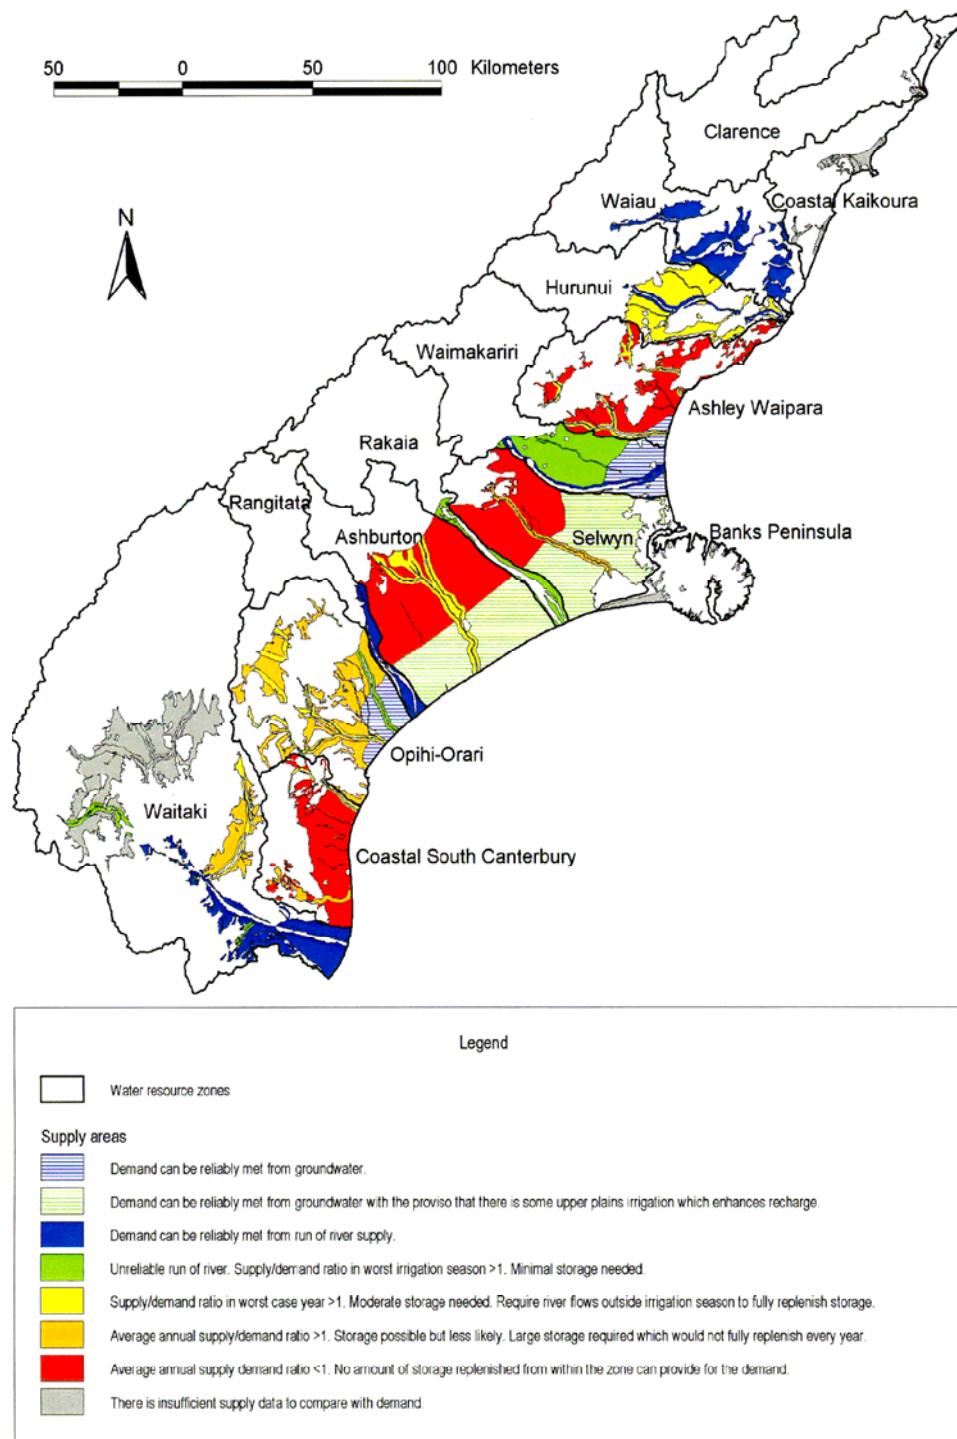 50 0 50 100 Kilometers
Clarence
N
Waiau
Coastal Kaikoura
Hurunui
Waimakariri
Ashley Waipara
Rakaia
Rangitata
Ashburton
Selwyn
Banks Peninsula
Opihi-Orari
Waitaki
Coastal South Canterbury
Legend
Water resource zones
Supply areas
Demand can be reliably met from groundwater.
Demand can be reliably met from groundwater with the proviso that there is some upper plains irrigation which enhances recharge.
Demand can be reliably met from run of river supply.
Unreliable run of river. Supply/demand ratio in worst irrigation season >1. Minimal storage needed.
Supply/demand ratio in worst case year >1. Moderate storage needed. Require river flows outside irrigation season to fully replenish storage.
Average annual supply/demand ratio >1. Storage possible but less likely. Large storage required which would not fully replenish every year.
Average annual supply demand ratio <1. No amount of storage replenished from within the zone can provide for the demand.
There is insufficient supply data to compare with demand.